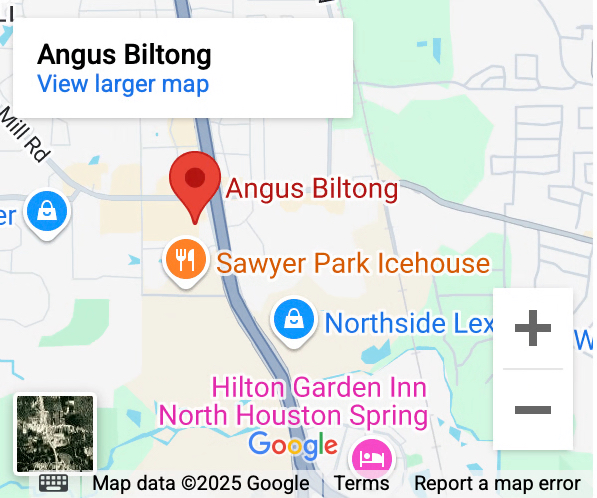 Angus Biltong
View larger map
Mill Rd
Angus Biltong
er
Sawyer Park Icehouse
Northside Lex
W
Hilton Garden Inn
North Houston Spring
Google
Map data ©2025 Google
Terms
Report a map error